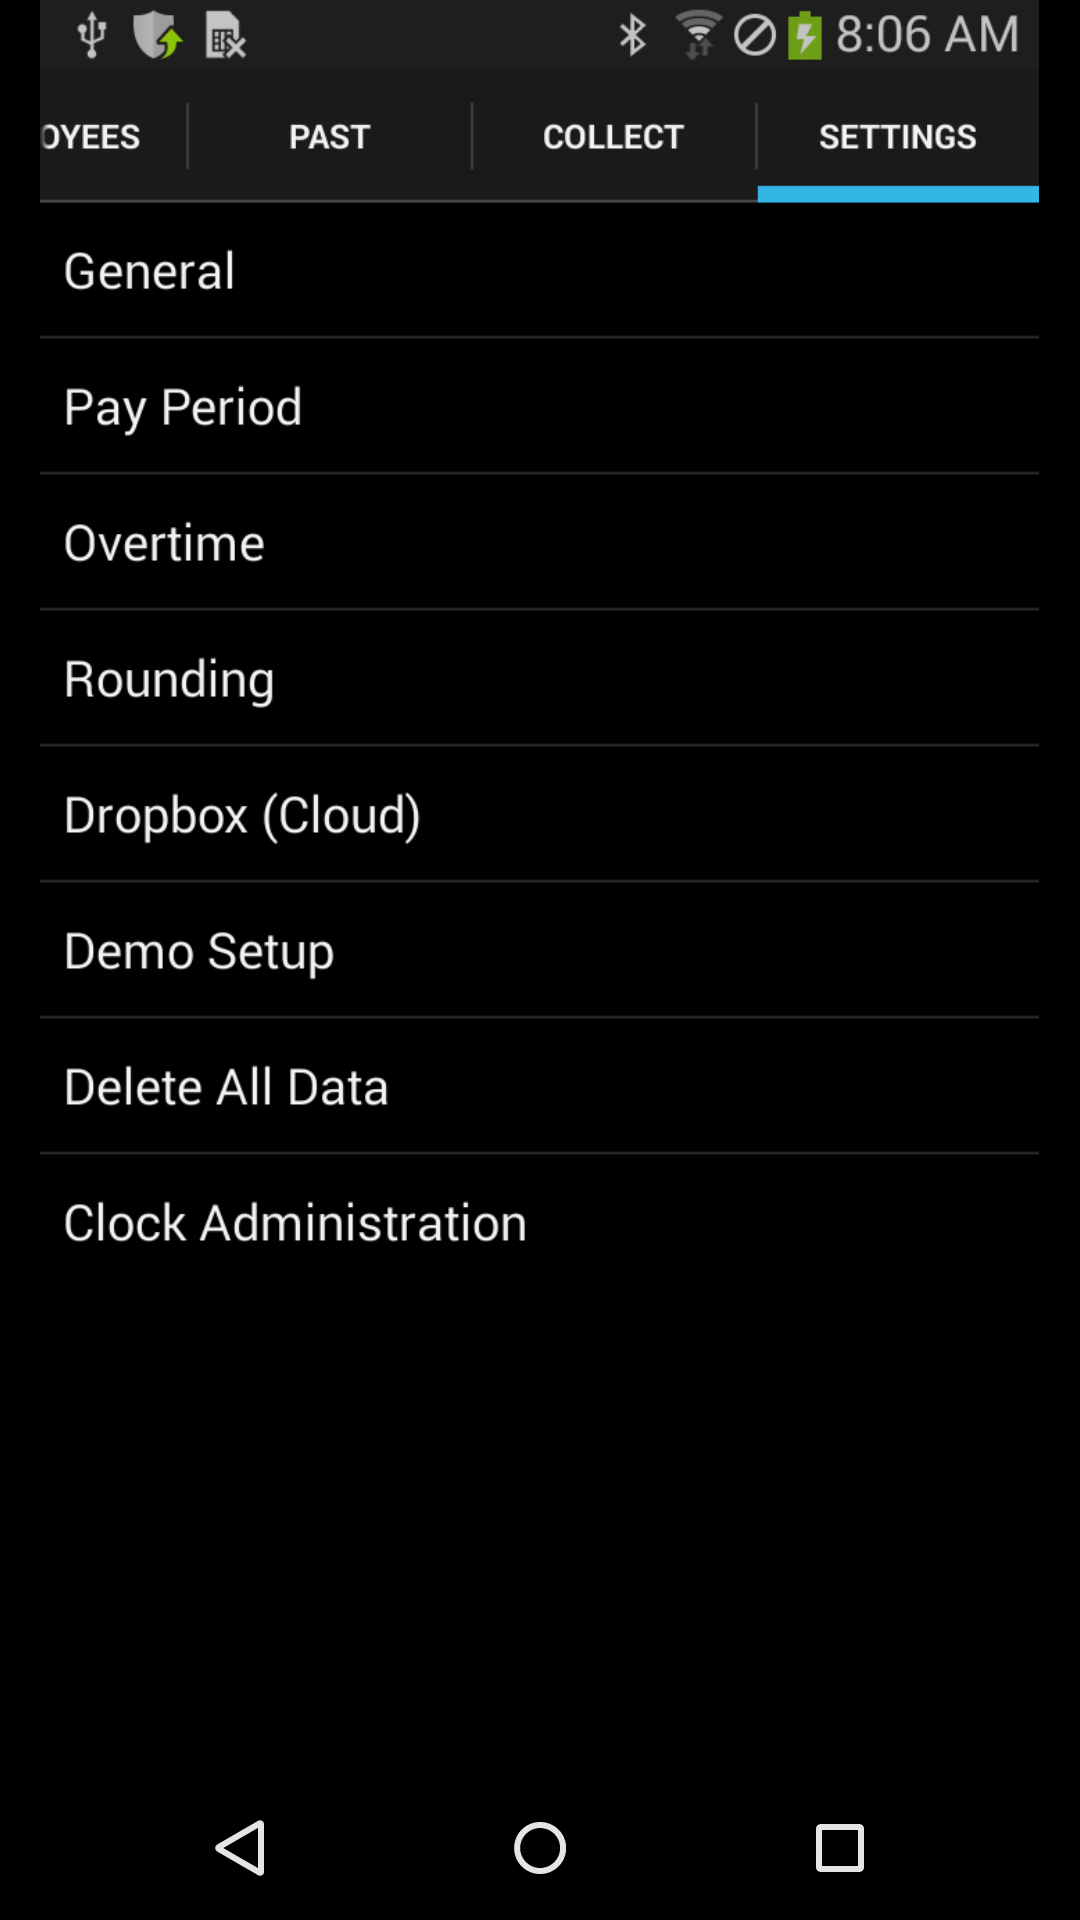 8:06 AM
OYEES PAST COLLECT SETTINGS
General
Pay Period
Overtime
Rounding
Dropbox (Cloud)
Demo Setup
Delete All Data
Clock Administration